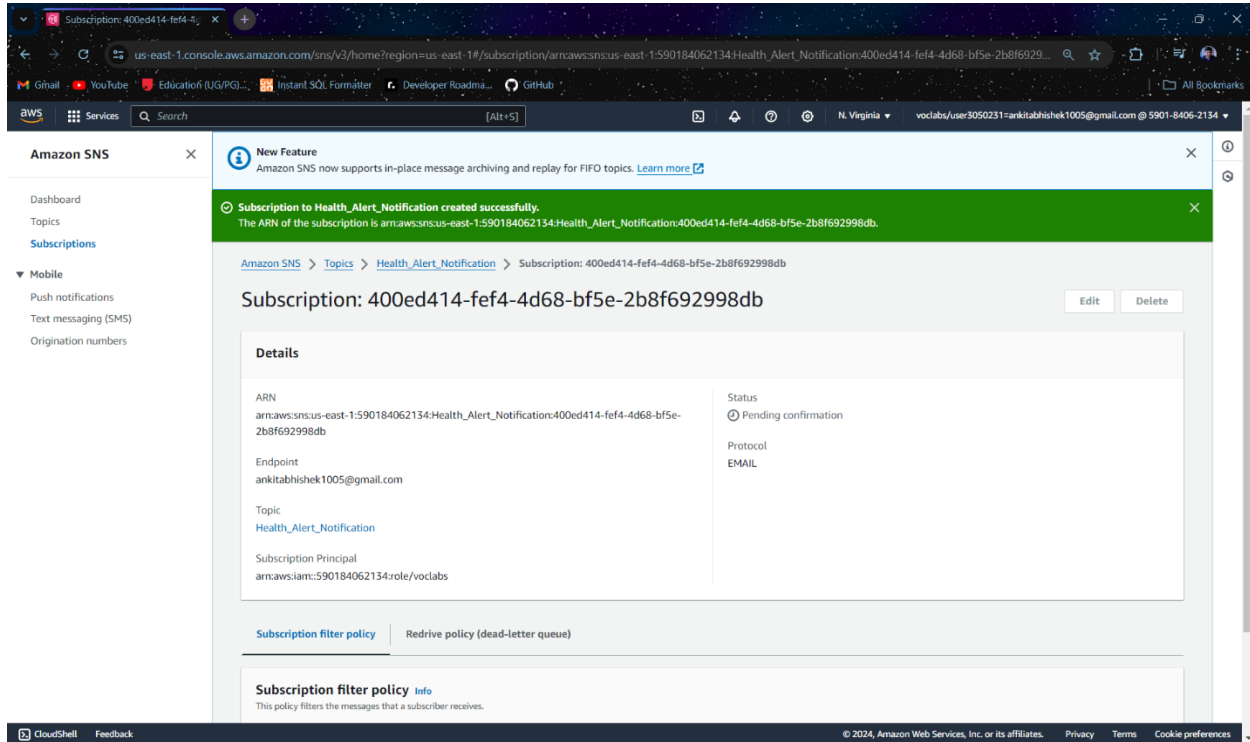 Subscription: 400ed414-fef4-4
us-east-1.console.aws.amazon.com/sns/v3/home?region=us-east-1#/subscription/arn:aws:sns:us-east-1:590184062134:Health_Alert_Notification:400ed414-fef4-4d68-bf5e-2b8f6929...
Gmail YouTube Education (UG/PG)... Instant SQL Formatter Developer Roadma... GitHub All Bookmarks
aws Services Search [Alt+S] N. Virginia voclabs/user3050231=ankitabhishek1005@gmail.com @ 5901-8406-2134
Amazon SNS
Dashboard
Topics
Subscriptions
Mobile
Push notifications
Text messaging (SMS)
Origination numbers
New Feature
Amazon SNS now supports in-place message archiving and replay for FIFO topics. Learn more
Subscription to Health_Alert_Notification created successfully.
The ARN of the subscription is arn:aws:sns:us-east-1:590184062134:Health_Alert_Notification:400ed414-fef4-4d68-bf5e-2b8f692998db.
Amazon SNS > Topics > Health_Alert_Notification > Subscription: 400ed414-fef4-4d68-bf5e-2b8f692998db
Subscription: 400ed414-fef4-4d68-bf5e-2b8f692998db
Edit Delete
Details
ARN
arn:aws:sns:us-east-1:590184062134:Health_Alert_Notification:400ed414-fef4-4d68-bf5e-
2b8f692998db
Endpoint
ankitabhishek1005@gmail.com
Topic
Health_Alert_Notification
Subscription Principal
arn:aws:iam::590184062134:role/voclabs
Status
Pending confirmation
Protocol
EMAIL
Subscription filter policy Redrive policy (dead-letter queue)
Subscription filter policy Info
This policy filters the messages that a subscriber receives.
CloudShell Feedback © 2024, Amazon Web Services, Inc. or its affiliates. Privacy Terms Cookie preferences